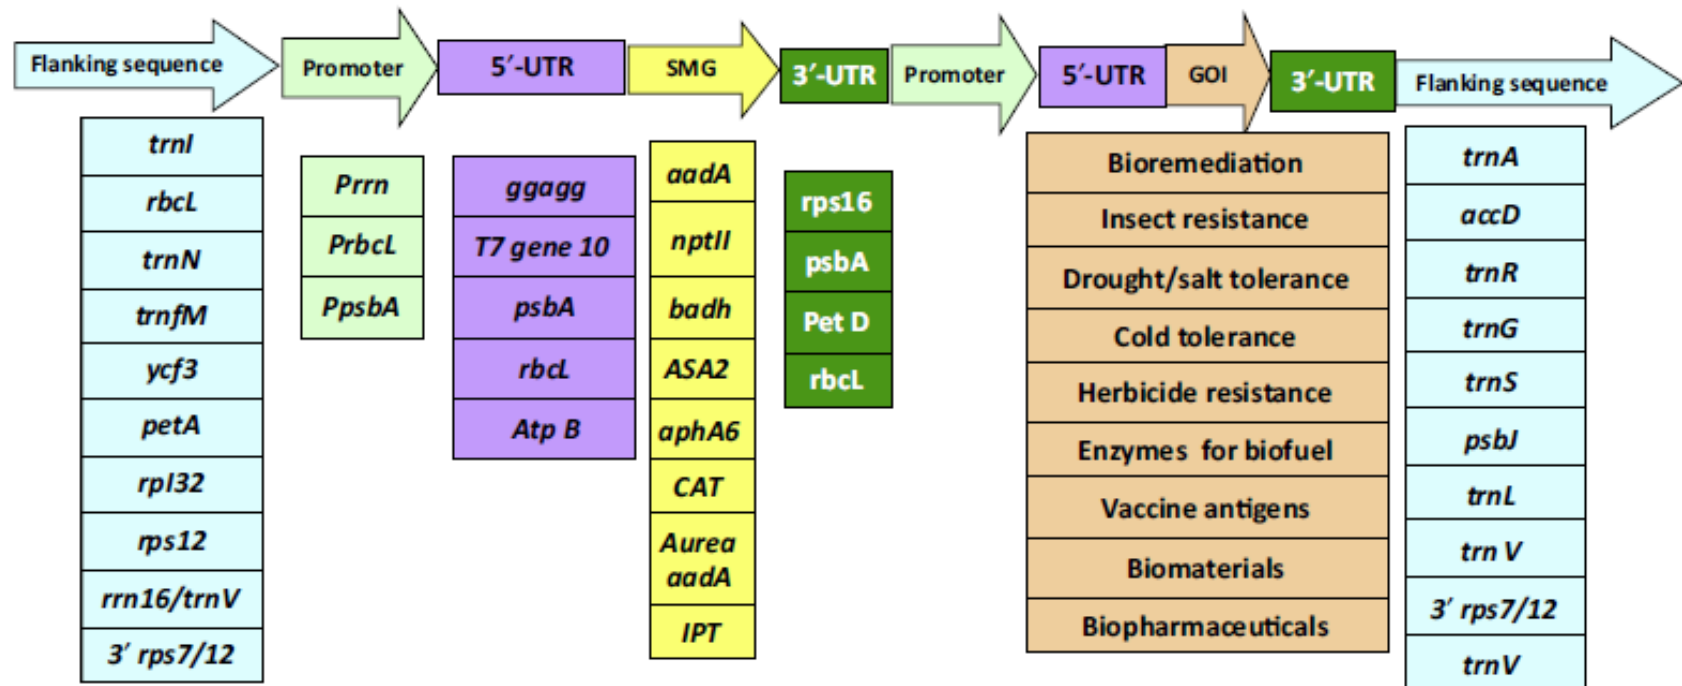 Flanking sequence
Promoter
5′-UTR
SMG
3′-UTR
Promoter
5′-UTR
GOI
3′-UTR
Flanking sequence
trnI
rbcL
trnN
trnfM
ycf3
petA
rpl32
rps12
rrn16/trnV
3′ rps7/12
Prrn
PrbcL
PpsbA
ggagg
T7 gene 10
psbA
rbcL
Atp B
aadA
nptII
badh
ASA2
aphA6
CAT
Aurea
aadA
IPT
rps16
psbA
Pet D
rbcL
Bioremediation
Insect resistance
Drought/salt tolerance
Cold tolerance
Herbicide resistance
Enzymes for biofuel
Vaccine antigens
Biomaterials
Biopharmaceuticals
trnA
accD
trnR
trnG
trnS
psbJ
trnL
trn V
3′ rps7/12
trnV